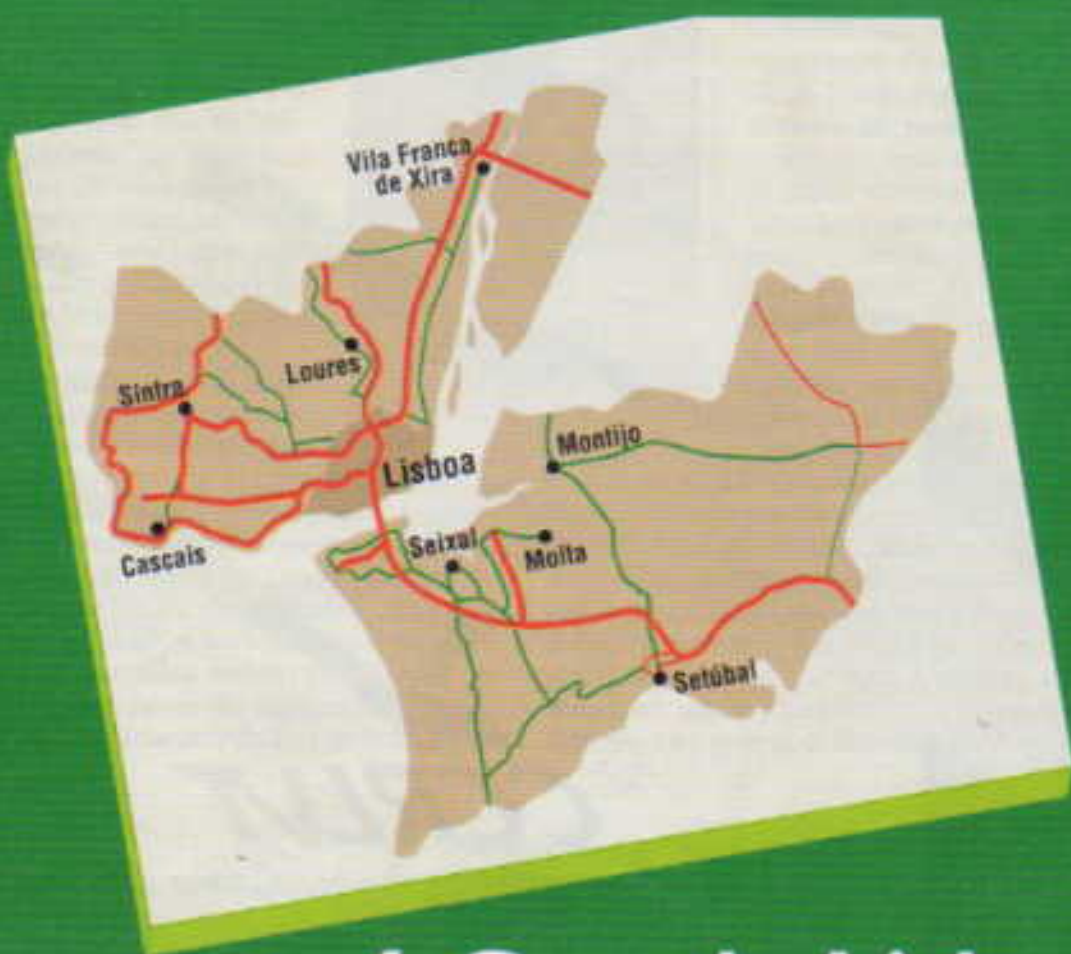 Vila Franca
de Xira
Loures
Sintra
Montijo
Lisboa
Seixal
Moita
Cascais
Setúbal